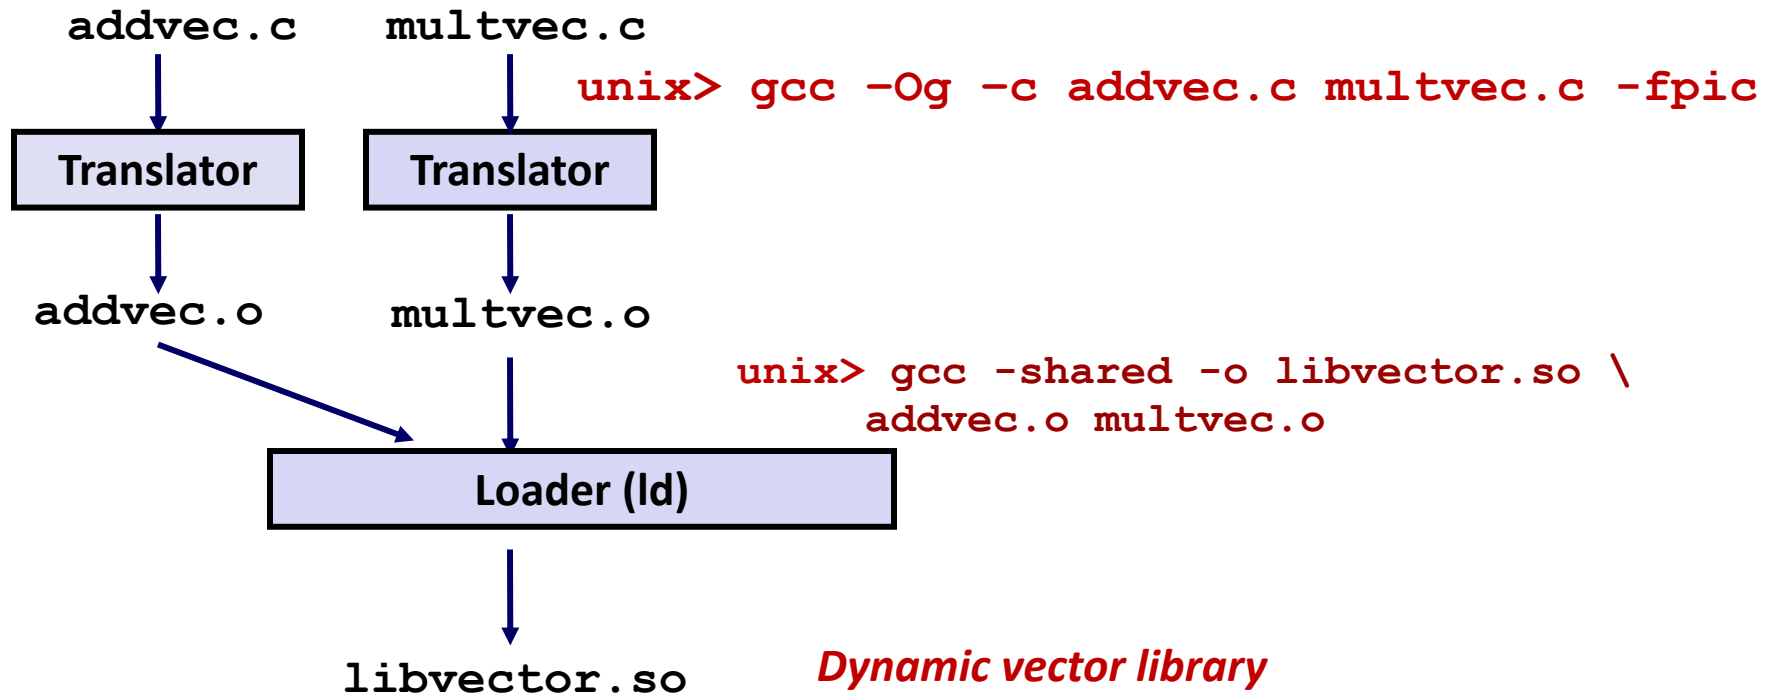 addvec.c multvec.c
unix> gcc –Og –c addvec.c multvec.c -fpic
Translator Translator
addvec.o multvec.o
unix> gcc -shared -o libvector.so \
addvec.o multvec.o
Loader (ld)
libvector.so Dynamic vector library